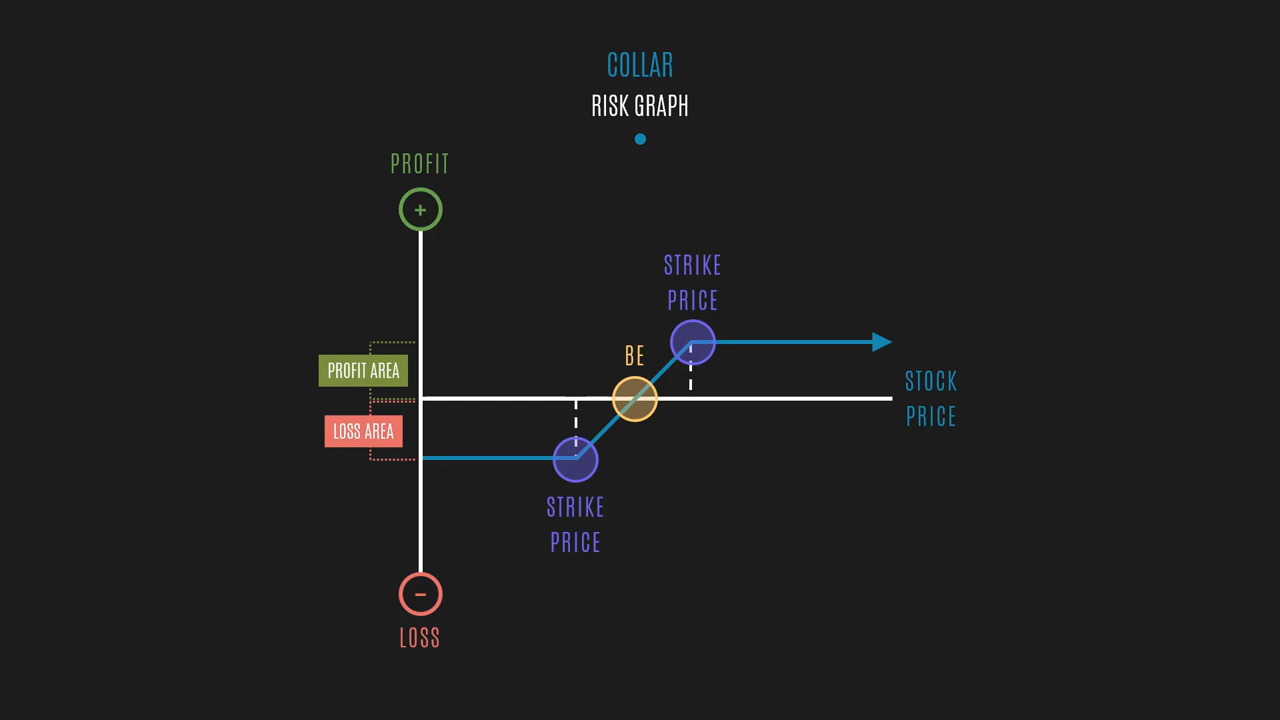 COLLAR
RISK GRAPH
PROFIT
+
STRIKE
PRICE
BE
PROFIT AREA
STOCK
PRICE
LOSS AREA
STRIKE
PRICE
-
LOSS